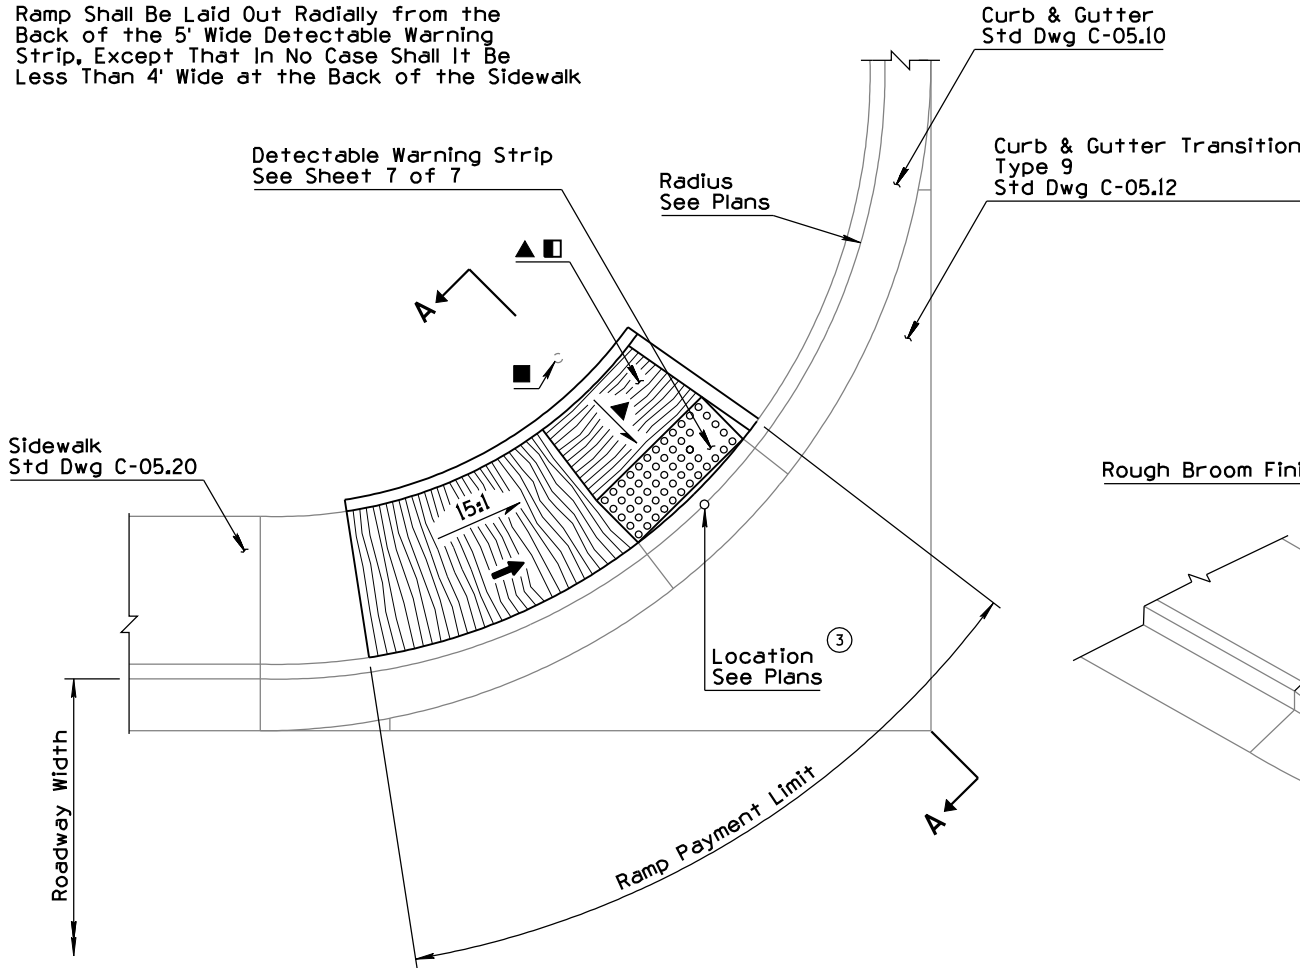 Ramp Shall Be Laid Out Radially from the
Back of the 5' Wide Detectable Warning
Strip, Except That In No Case Shall It Be
Less Than 4' Wide at the Back of the Sidewalk
Curb & Gutter
Std Dwg C-05.10
Detectable Warning Strip
See Sheet 7 of 7
Radius
See Plans
Curb & Gutter Transition
Type 9
Std Dwg C-05.12
A
Sidewalk
Std Dwg C-05.20
15:1
Rough Broom Fini
Location
See Plans
3
Roadway Width
Ramp Payment Limit
A